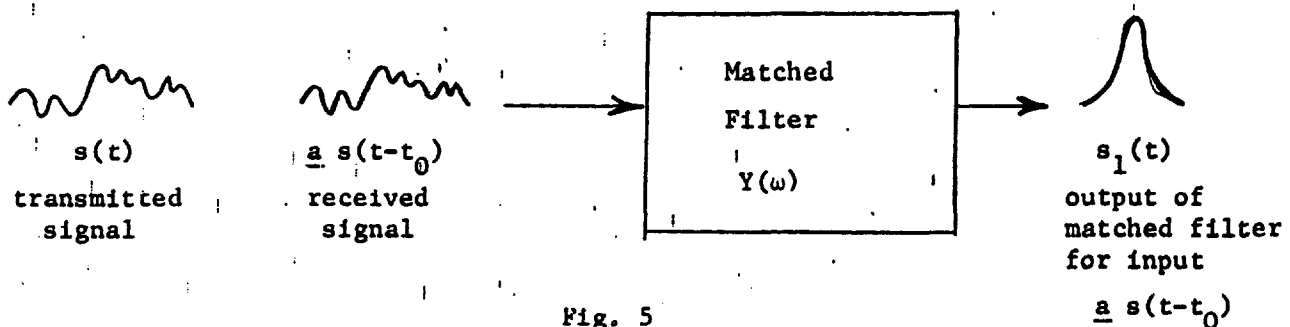 s(t)
transmitted
signal
a s(t-t₀)
received
signal
Matched
Filter
Y(ω)
s₁(t)
output of
matched filter
for input
a s(t-t₀)
Fig. 5